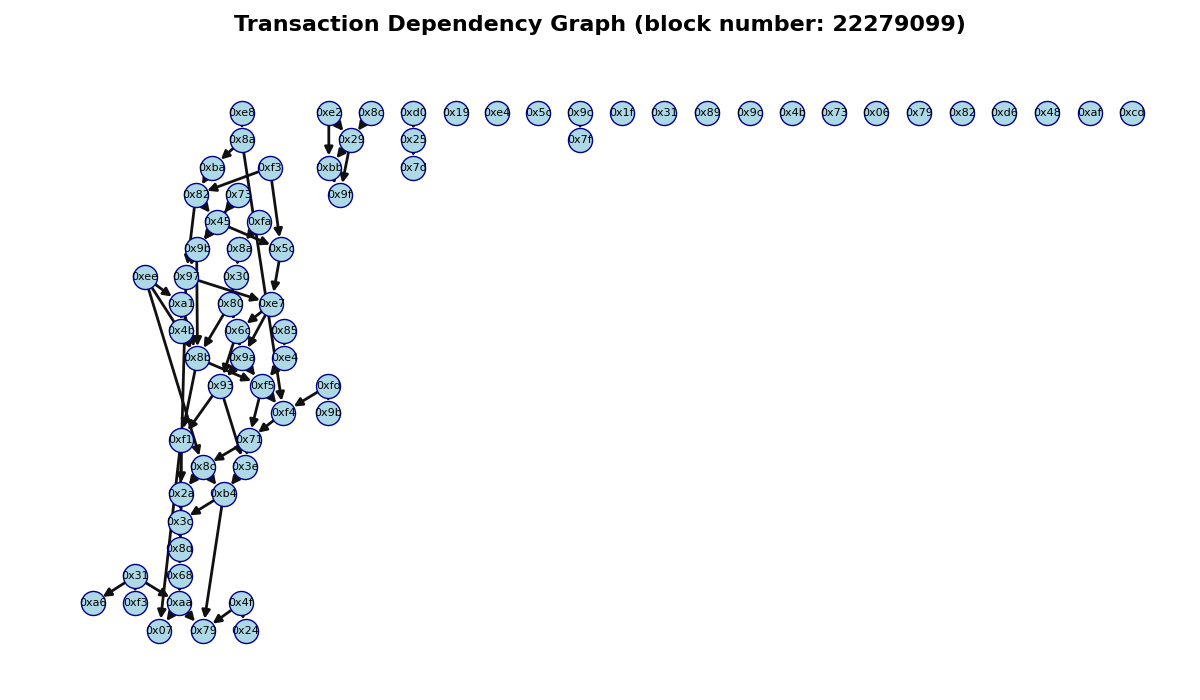 Transaction Dependency Graph (block number: 22279099)
0xe8 0xe2 0x8c 0xd0 0x19 0xe4 0x5c 0x9c 0x1f 0x31 0x89 0x9c 0x4b 0x73 0x06 0x79 0x82 0xd6 0x48 0xaf 0xcd
0x8a 0x29 0x25 0x7f
0xba 0xf3 0xbb 0x7d
0x82 0x73 0x9f
0x45 0xfa
0x9b 0x8a 0x5c
0xee 0x97 0x30
0xa1 0x80 0xe7
0x4b 0x6c 0x85
0x8b 0x9a 0xe4
0x93 0xf5 0xfd
0xf4 0x9b
0xf1 0x71
0x8c 0x3e
0x2a 0xb4
0x3c
0x8d
0x31 0x68
0xa6 0xf3 0xaa 0x4f
0x07 0x79 0x24